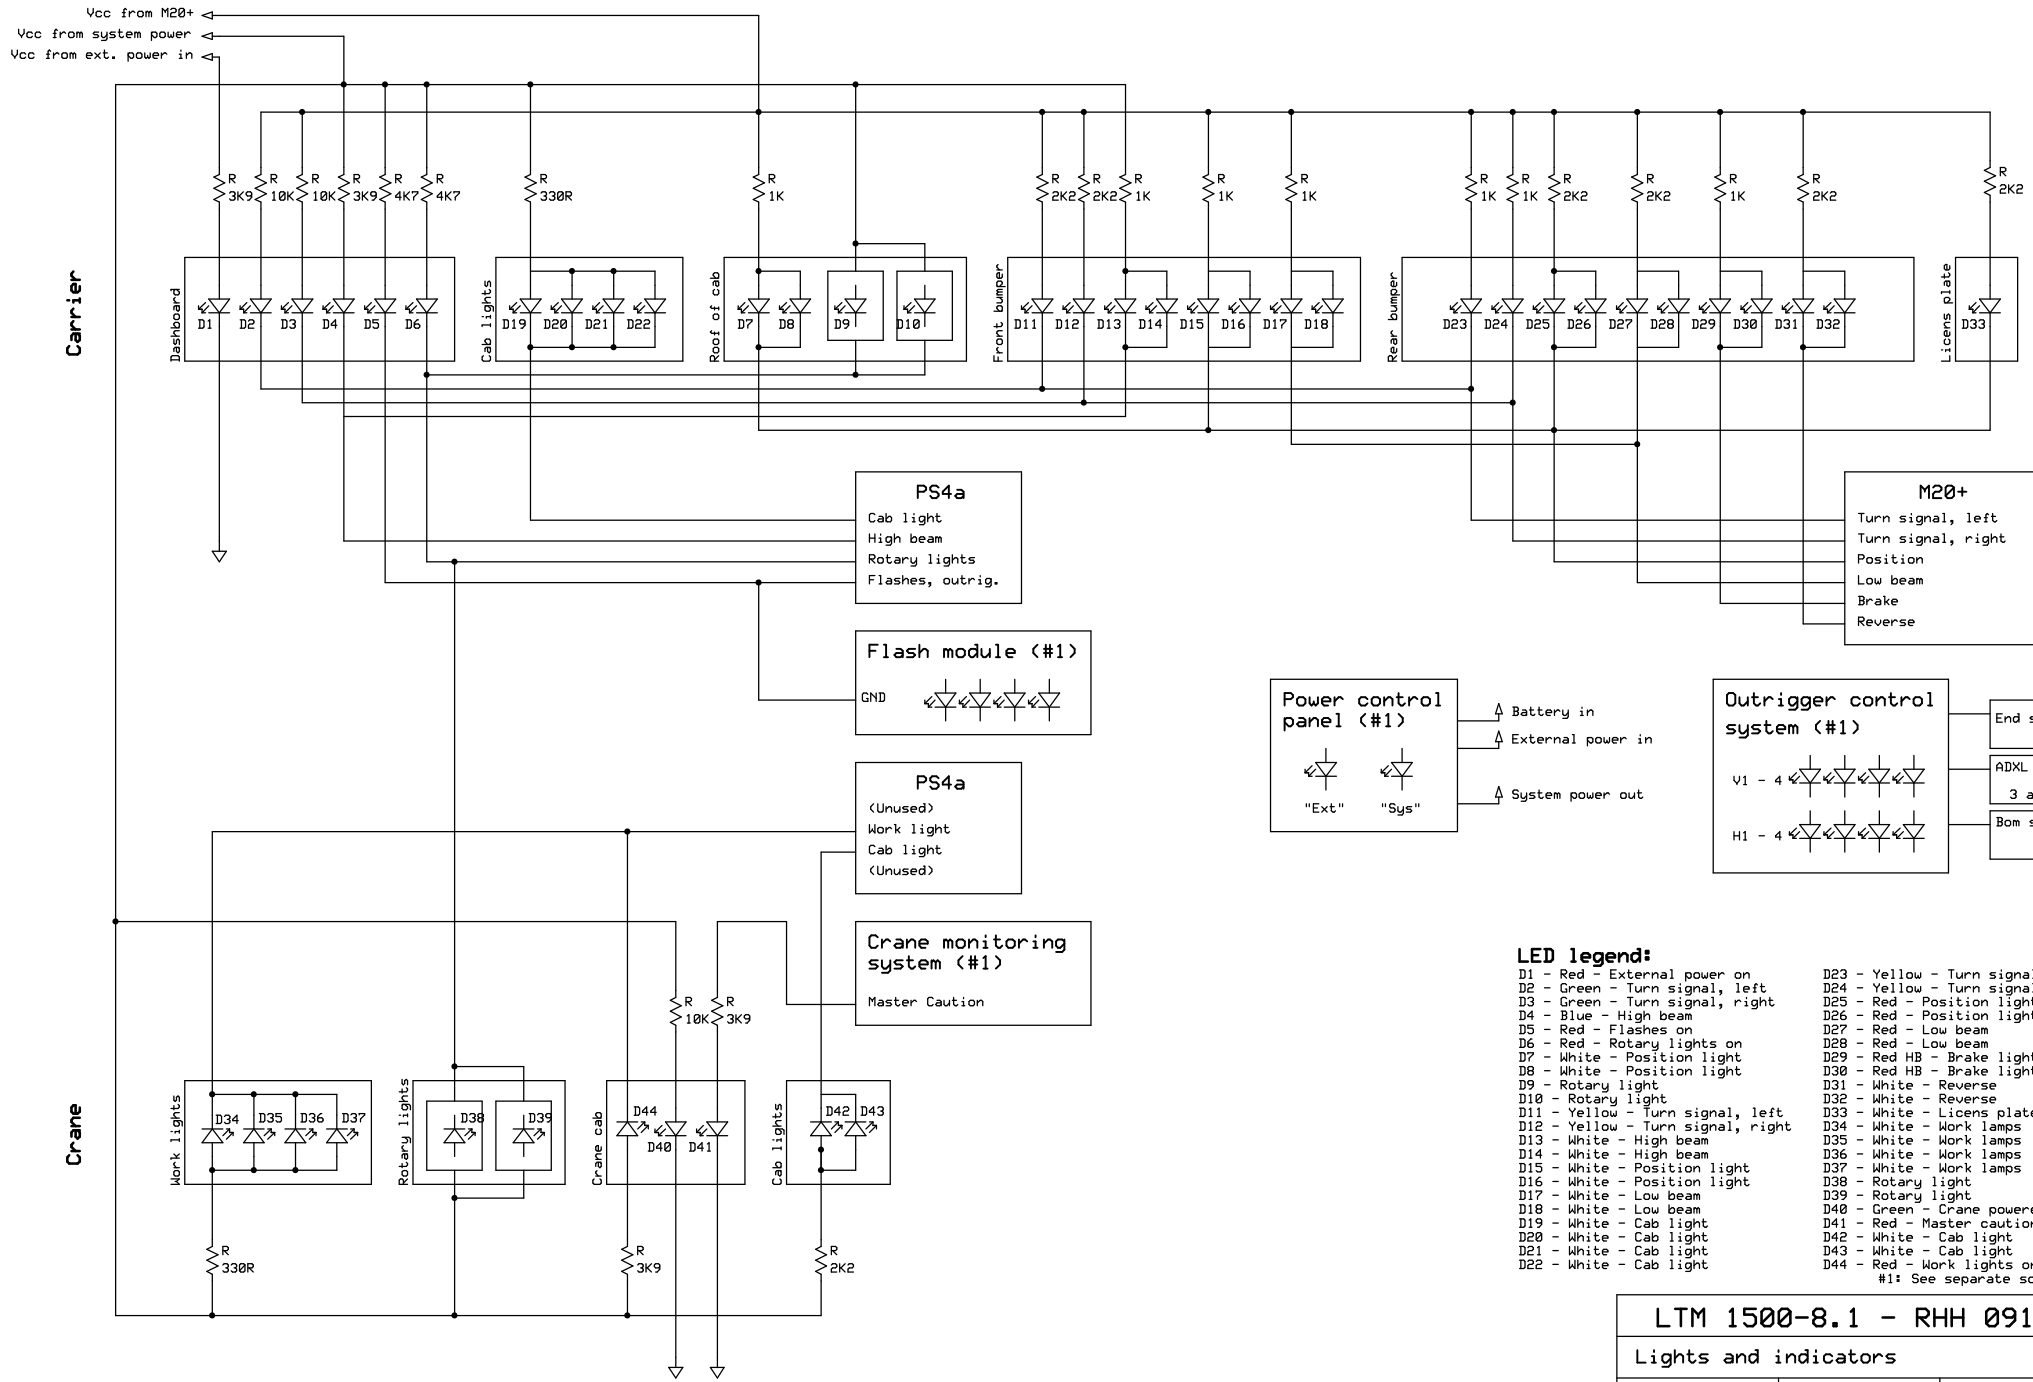 Vcc from M20+
Vcc from system power
Vcc from ext. power in
R R R R R R R R R R R R R R R R R R R R
3K9 10K 10K 3K9 4K7 4K7 330R 1K 2K2 2K2 1K 1K 1K 1K 1K 2K2 2K2 1K 2K2 2K2
Carrier
Dashboard
D1 D2 D3 D4 D5 D6
Cab lights
D19 D20 D21 D22
Roof of cab
D7 D8 D9 D10
Front bumper
D11 D12 D13 D14 D15 D16 D17 D18
Rear bumper
D23 D24 D25 D26 D27 D28 D29 D30 D31 D32
Licens plate
D33
PS4a
Cab light
High beam
Rotary lights
Flashes, outrig.
M20+
Turn signal, left
Turn signal, right
Position
Low beam
Brake
Reverse
Flash module (#1)
GND
Power control
panel (#1)
"Ext" "Sys"
Battery in
External power in
System power out
Outrigger control
system (#1)
V1 - 4
H1 - 4
End s
ADXL
3 a
Bom s
PS4a
(Unused)
Work light
Cab light
(Unused)
Crane monitoring
system (#1)
Master Caution
R R
10K 3K9
Crane
Work lights
D34 D35 D36 D37
Rotary lights
D38 D39
Crane cab
D44
D40 D41
Cab lights
D42 D43
R R R
330R 3K9 2K2
LED legend:
D1 - Red - External power on
D2 - Green - Turn signal, left
D3 - Green - Turn signal, right
D4 - Blue - High beam
D5 - Red - Flashes on
D6 - Red - Rotary lights on
D7 - White - Position light
D8 - White - Position light
D9 - Rotary light
D10 - Rotary light
D11 - Yellow - Turn signal, left
D12 - Yellow - Turn signal, right
D13 - White - High beam
D14 - White - High beam
D15 - White - Position light
D16 - White - Position light
D17 - White - Low beam
D18 - White - Low beam
D19 - White - Cab light
D20 - White - Cab light
D21 - White - Cab light
D22 - White - Cab light
D23 - Yellow - Turn signal
D24 - Yellow - Turn signal
D25 - Red - Position light
D26 - Red - Position light
D27 - Red - Low beam
D28 - Red - Low beam
D29 - Red HB - Brake light
D30 - Red HB - Brake light
D31 - White - Reverse
D32 - White - Reverse
D33 - White - Licens plate
D34 - White - Work lamps
D35 - White - Work lamps
D36 - White - Work lamps
D37 - White - Work lamps
D38 - Rotary light
D39 - Rotary light
D40 - Green - Crane powere
D41 - Red - Master caution
D42 - White - Cab light
D43 - White - Cab light
D44 - Red - Work lights on
#1: See separate sc
LTM 1500-8.1 - RHH 091
Lights and indicators